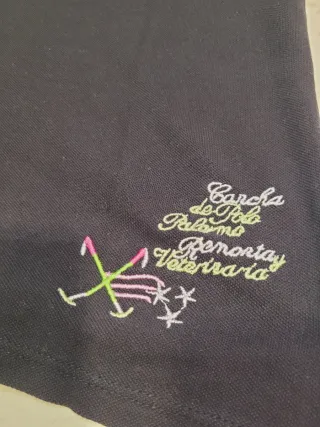 Cancha
de Polo
Palermo
Remonta y
Veterinaria